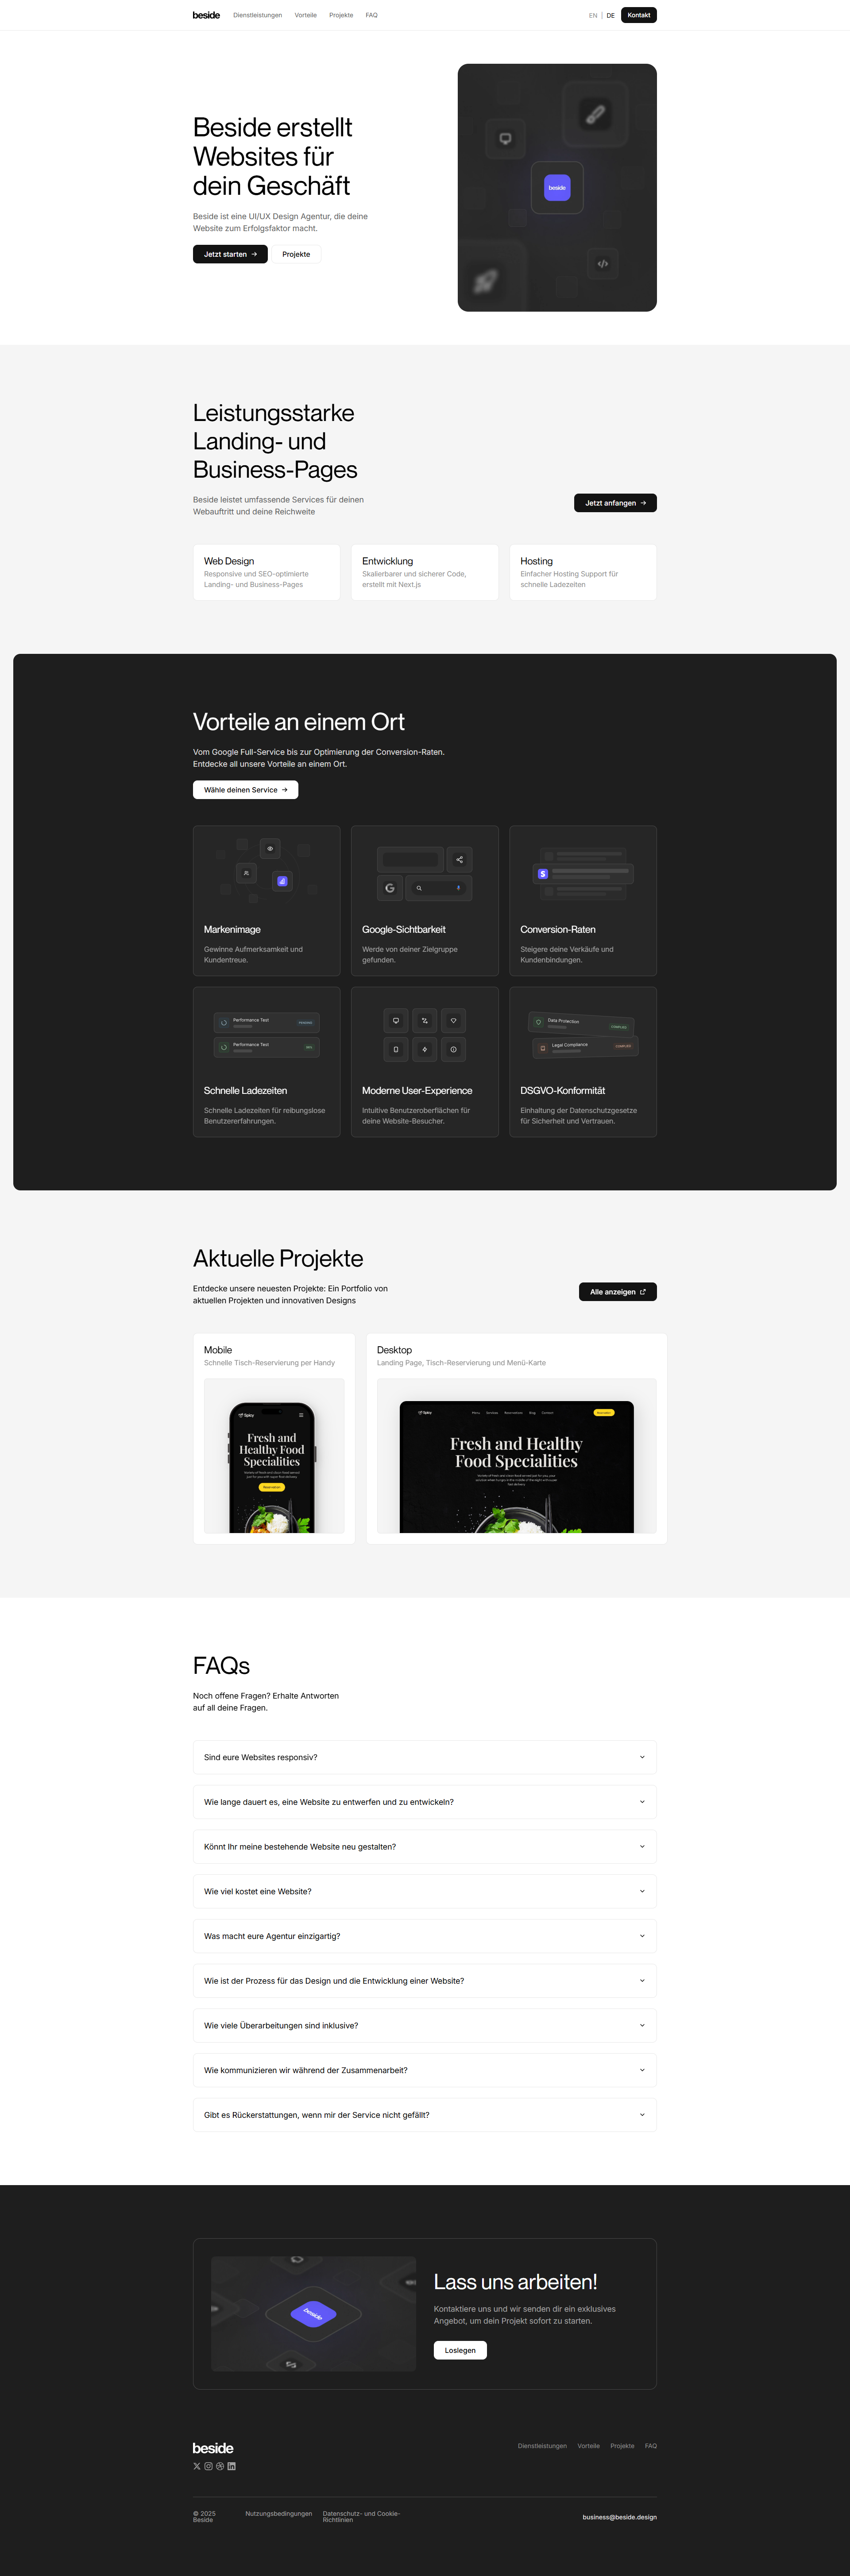 beside Dienstleistungen Vorteile Projekte FAQ EN | DE Kontakt
Beside erstellt
Websites für
dein Geschäft
Beside ist eine UI/UX Design Agentur, die deine
Website zum Erfolgsfaktor macht.
Jetzt starten Projekte
beside
Leistungsstarke
Landing- und
Business-Pages
Beside leistet umfassende Services für deinen
Webauftritt und deine Reichweite
Jetzt anfangen
Web Design
Responsive und SEO-optimierte
Landing- und Business-Pages
Entwicklung
Skalierbarer und sicherer Code,
erstellt mit Next.js
Hosting
Einfacher Hosting Support für
schnelle Ladezeiten
Vorteile an einem Ort
Vom Google Full-Service bis zur Optimierung der Conversion-Raten.
Entdecke all unsere Vorteile an einem Ort.
Wähle deinen Service
Markenimage
Gewinne Aufmerksamkeit und
Kundentreue.
Google-Sichtbarkeit
Werde von deiner Zielgruppe
gefunden.
Conversion-Raten
Steigere deine Verkäufe und
Kundenbindungen.
Performance Test
Performance Test
Schnelle Ladezeiten
Schnelle Ladezeiten für reibungslose
Benutzererfahrungen.
Moderne User-Experience
Intuitive Benutzeroberflächen für
deine Website-Besucher.
Data Protection
Legal Compliance
DSGVO-Konformität
Einhaltung der Datenschutzgesetze
für Sicherheit und Vertrauen.
Aktuelle Projekte
Entdecke unsere neuesten Projekte: Ein Portfolio von
aktuellen Projekten und innovativen Designs
Alle anzeigen
Mobile
Schnelle Tisch-Reservierung per Handy
Spicy
Fresh and
Healthy Food
Specialities
Desktop
Landing Page, Tisch-Reservierung und Menü-Karte
Spicy
Fresh and Healthy
Food Specialities
FAQs
Noch offene Fragen? Erhalte Antworten
auf all deine Fragen.
Sind eure Websites responsiv?
Wie lange dauert es, eine Website zu entwerfen und zu entwickeln?
Könnt Ihr meine bestehende Website neu gestalten?
Wie viel kostet eine Website?
Was macht eure Agentur einzigartig?
Wie ist der Prozess für das Design und die Entwicklung einer Website?
Wie viele Überarbeitungen sind inklusive?
Wie kommunizieren wir während der Zusammenarbeit?
Gibt es Rückerstattungen, wenn mir der Service nicht gefällt?
beside
Lass uns arbeiten!
Kontaktiere uns und wir senden dir ein exklusives
Angebot, um dein Projekt sofort zu starten.
Loslegen
beside
Dienstleistungen Vorteile Projekte FAQ
© 2025
Beside
Nutzungsbedingungen
Datenschutz- und Cookie-
Richtlinien
business@beside.design